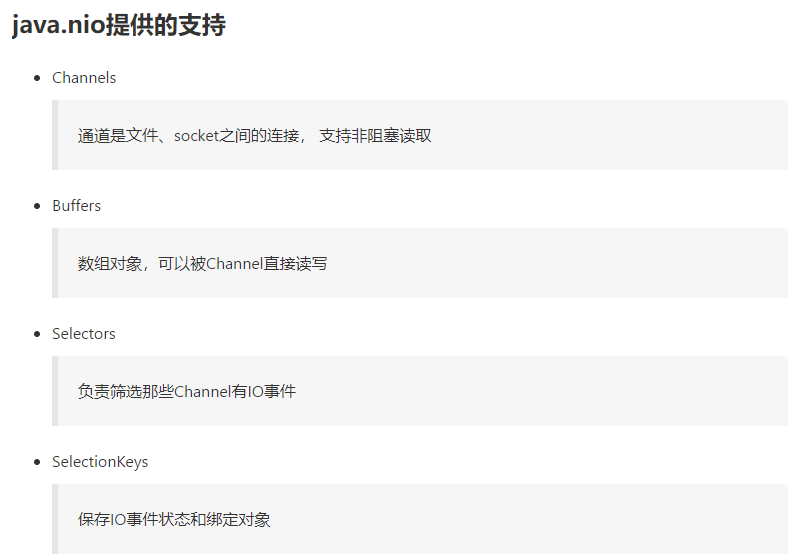 java.nio提供的支持
Channels
通道是文件、socket之间的连接， 支持非阻塞读取
Buffers
数组对象，可以被Channel直接读写
Selectors
负责筛选那些Channel有IO事件
SelectionKeys
保存IO事件状态和绑定对象